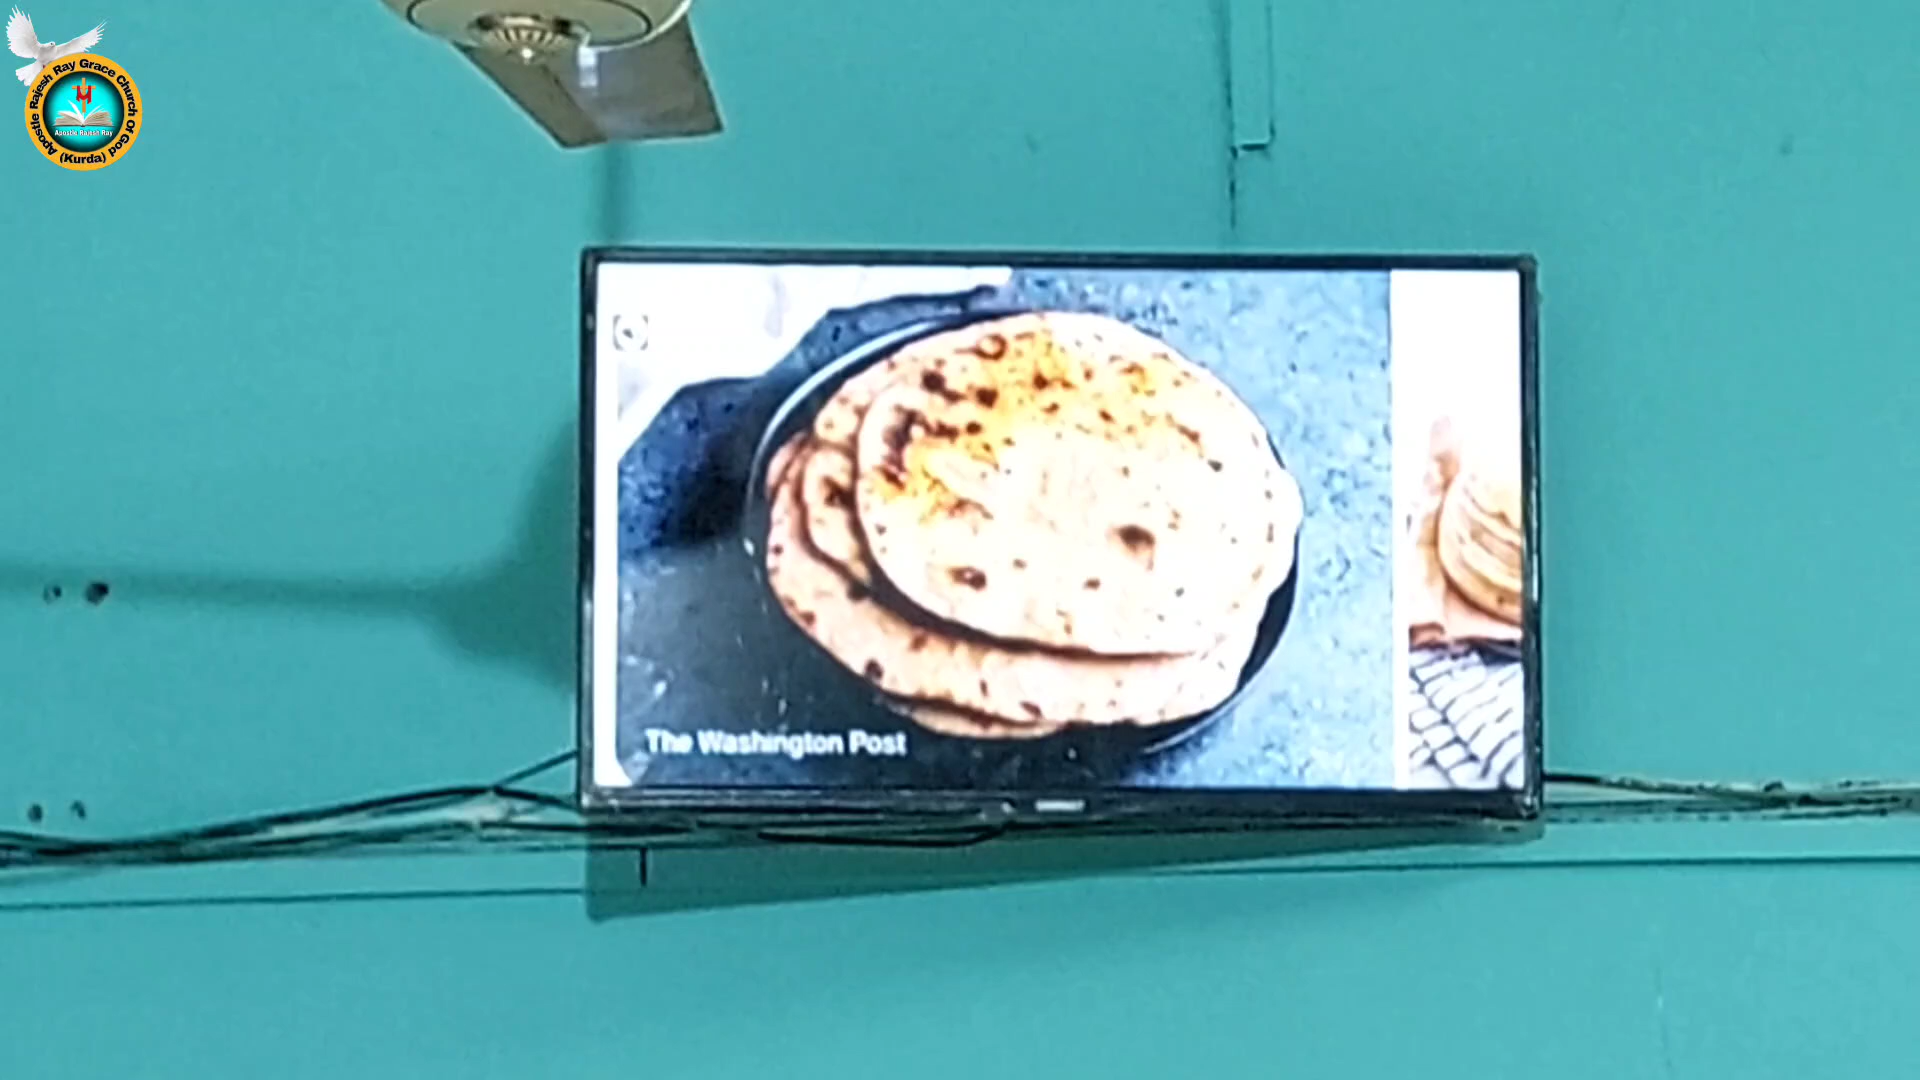 Apostle Rajesh Ray Grace Church Of God
(Kurda)
Apostle Rajesh Ray
The Washington Post